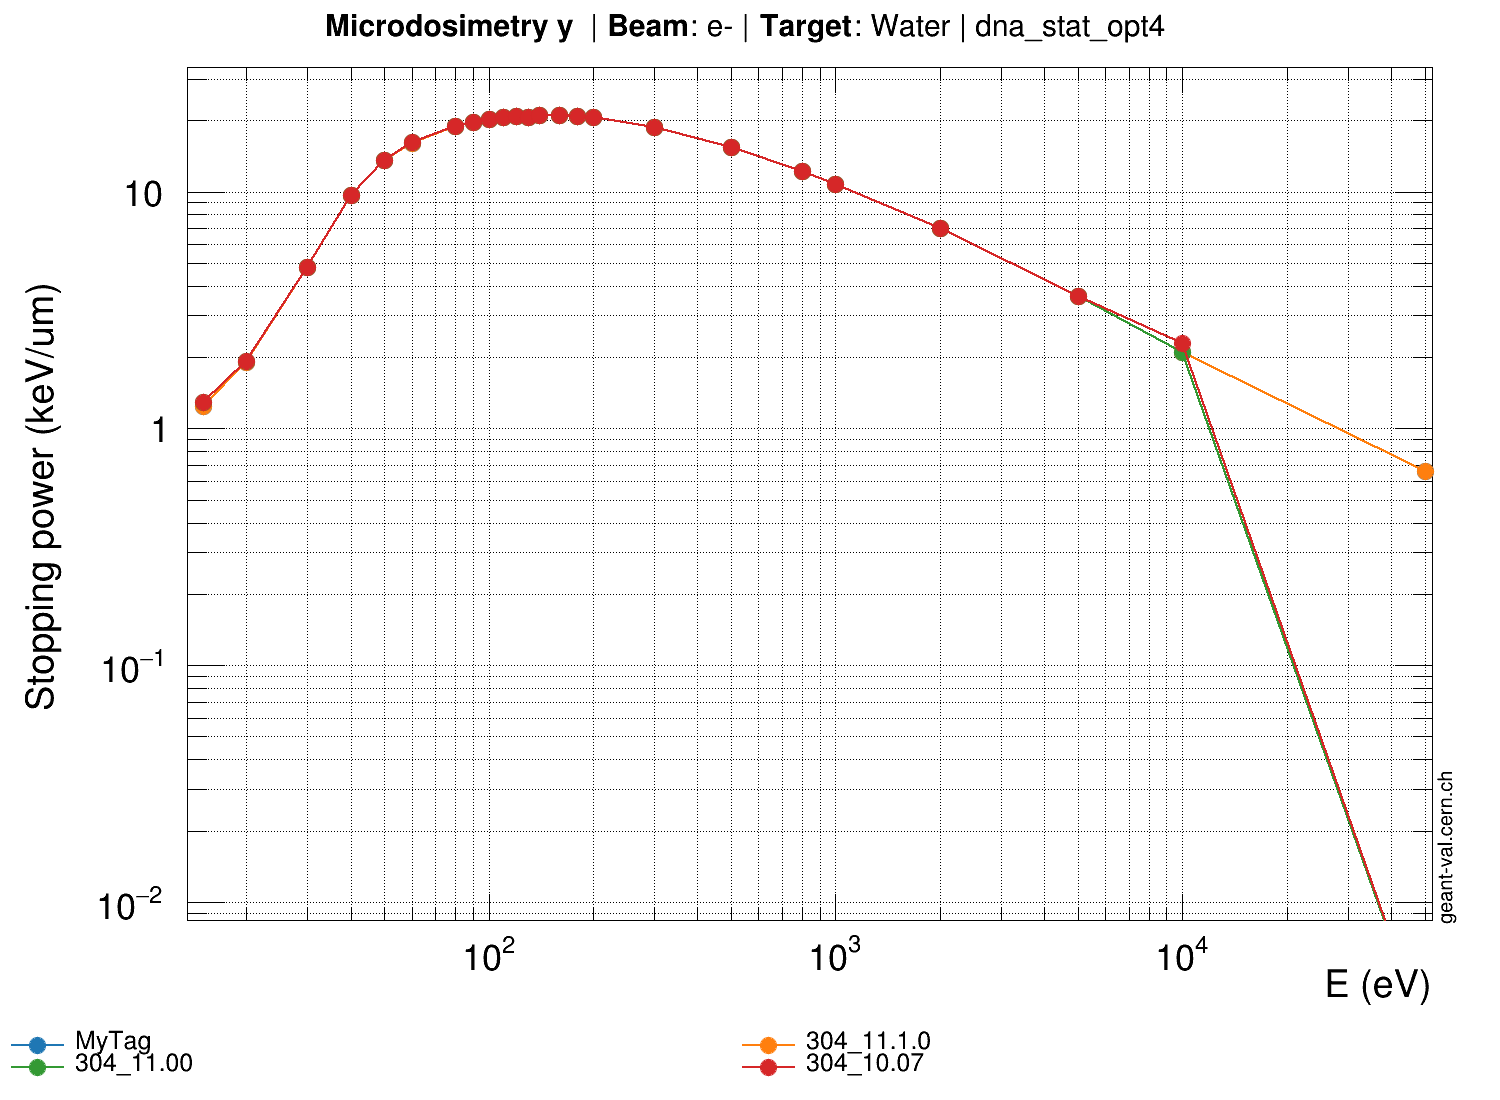 Microdosimetry y | Beam: e- | Target: Water | dna_stat_opt4
Stopping power (keV/um)
10
1
10⁻¹
10⁻²
10²
10³
10⁴
E (eV)
geant-val.cern.ch
MyTag
304_11.1.0
304_11.00
304_10.07